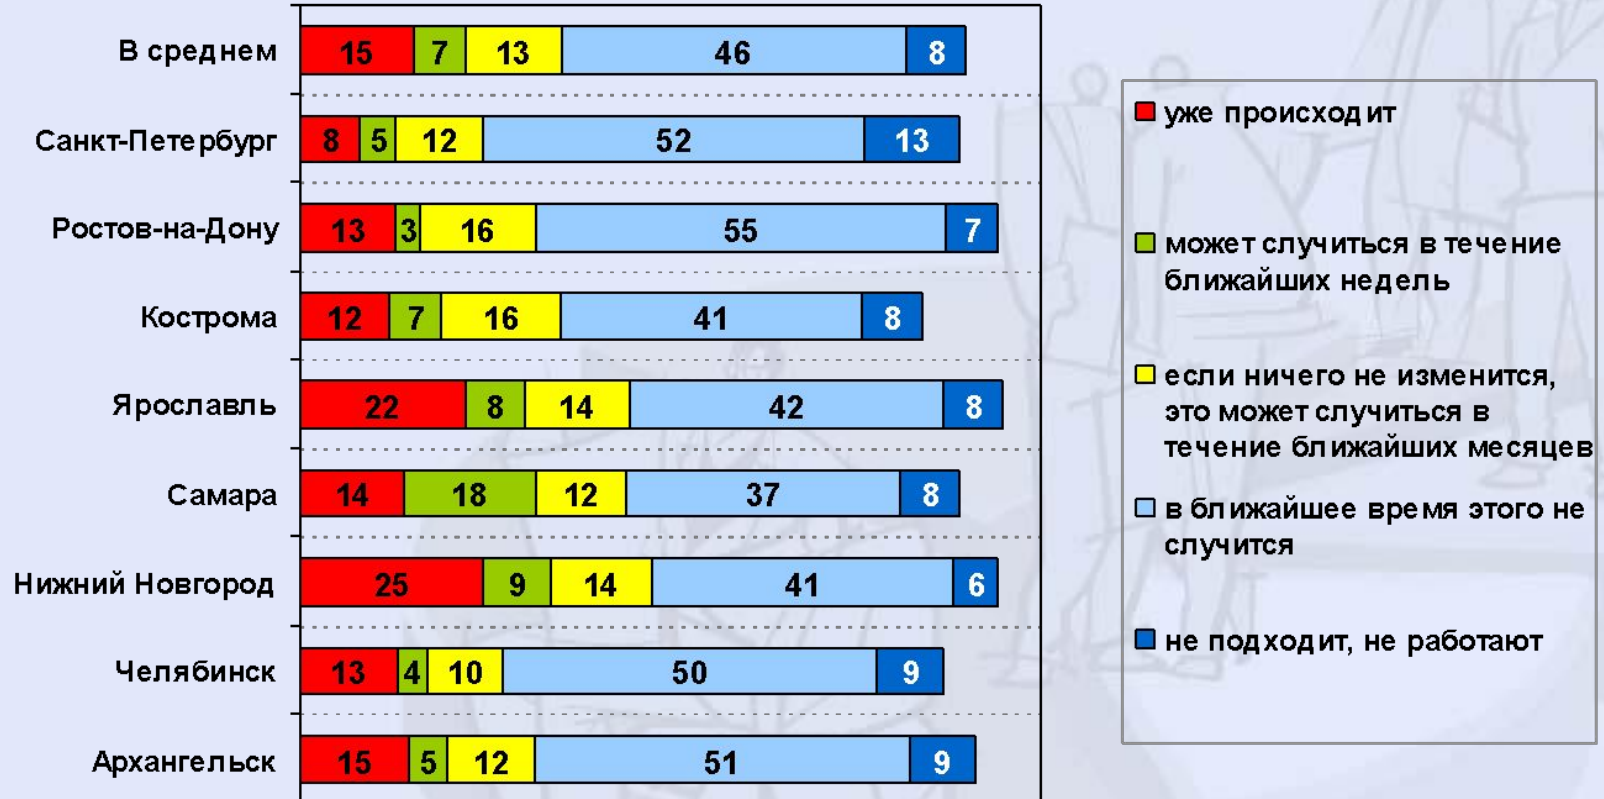 В среднем 15 7 13 46 8
Санкт-Петербург 8 5 12 52 13
Ростов-на-Дону 13 3 16 55 7
Кострома 12 7 16 41 8
Ярославль 22 8 14 42 8
Самара 14 18 12 37 8
Нижний Новгород 25 9 14 41 6
Челябинск 13 4 10 50 9
Архангельск 15 5 12 51 9
уже происходит
может случиться в течение
ближайших недель
если ничего не изменится,
это может случиться в
течение ближайших месяцев
в ближайшее время этого не
случится
не подходит, не работают